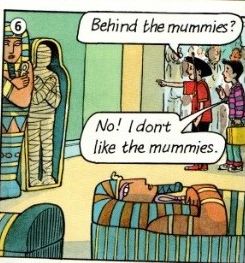 6
Behind the mummies?
No! I don't
like the mummies.